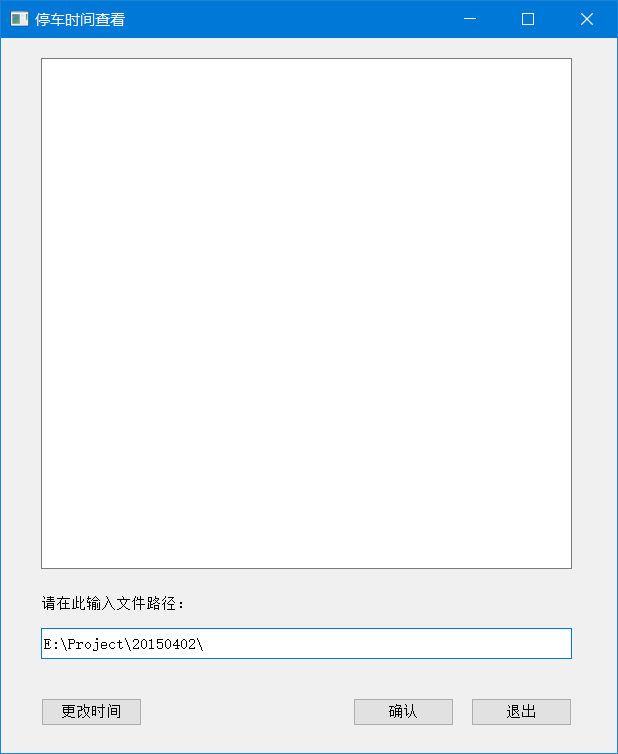 停车时间查看
请在此输入文件路径：
E:\Project\20150402\
更改时间
确认
退出